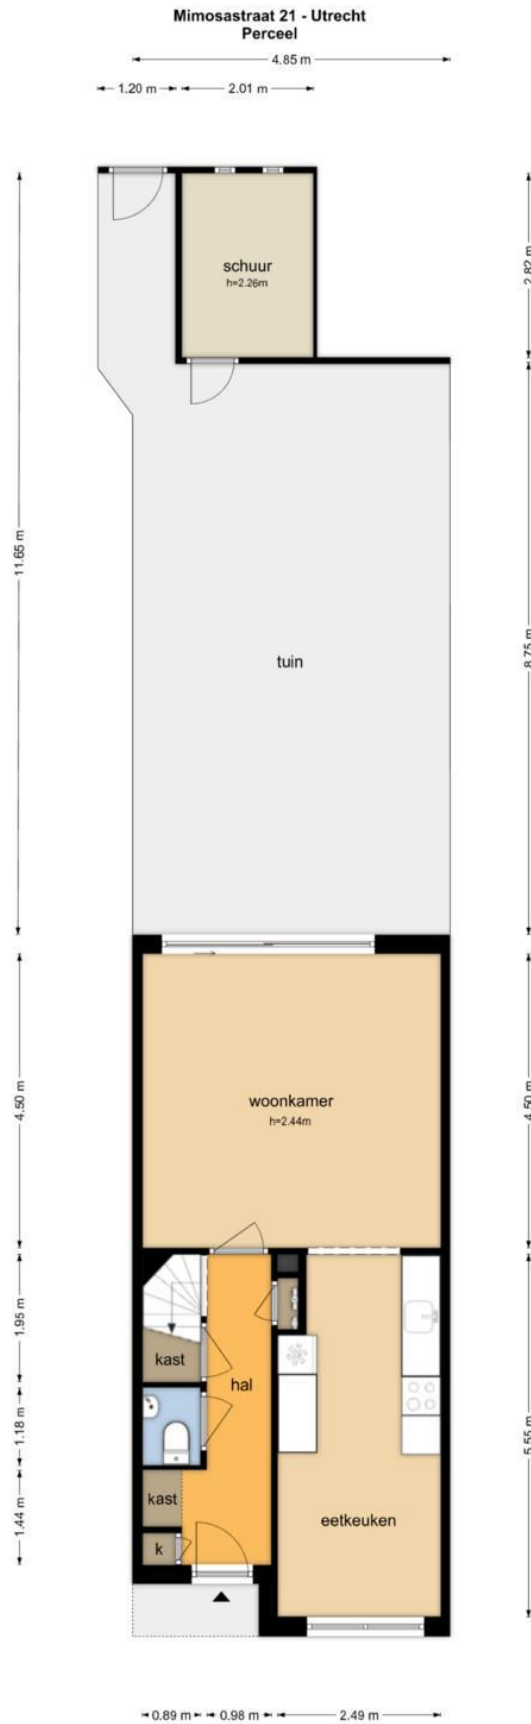 Mimosastraat 21 - Utrecht
Perceel
4.85 m
1.20 m
2.01 m
schuur
h=2.26m
2.82 m
11.65 m
8.75 m
tuin
woonkamer
h=2.44m
4.50 m
4.50 m
1.95 m
kast
hal
1.18 m
5.55 m
kast
eetkeuken
1.44 m
k
0.89 m
0.98 m
2.49 m